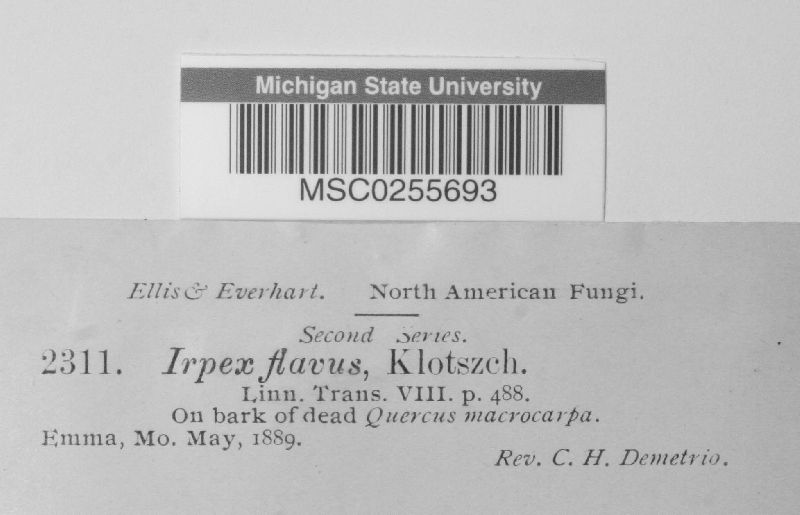 Michigan State University
MSC0255693
Ellis & Everhart. North American Fungi.
Second Series.
2311. Irpex flavus, Klotszch.
Linn. Trans. VIII. p. 488.
On bark of dead Quercus macrocarpa.
Emma, Mo. May, 1889.
Rev. C. H. Demetrio.